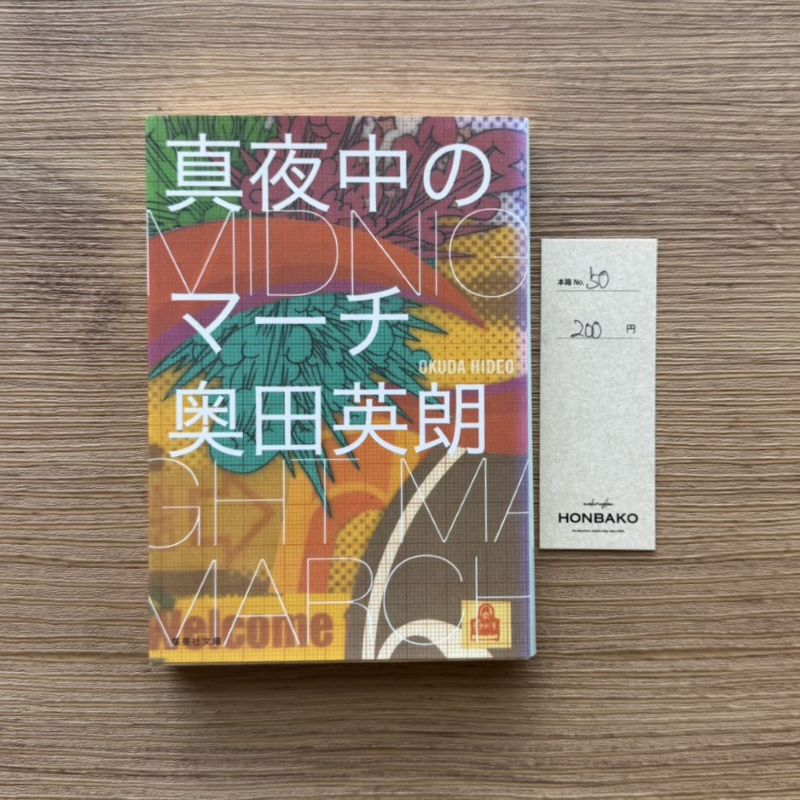 真夜中の
MIDNIG
マーチ
OKUDA HIDEO
奥田英朗
GHT MA
MARCH
Welcome
集英社文庫
本箱 No. 50
200 円
HONBAKO